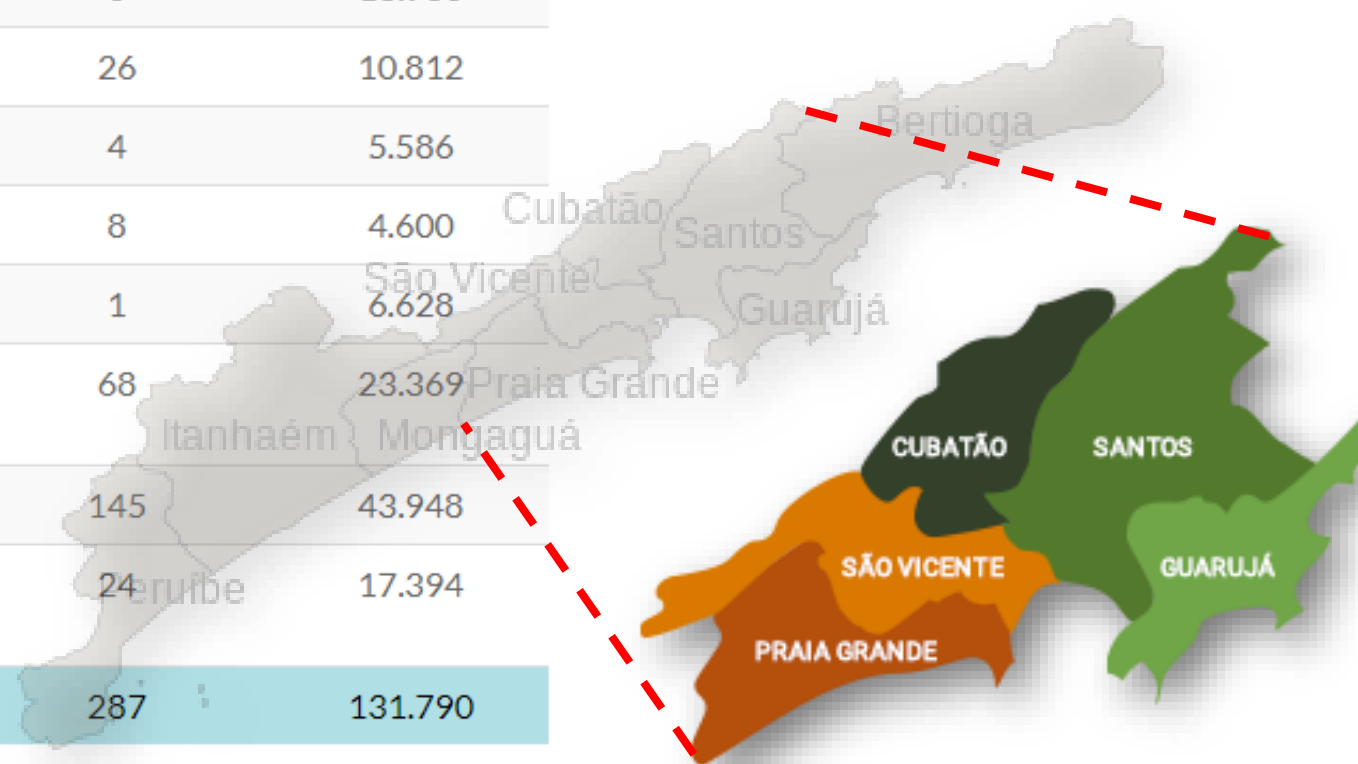 26 10.812
4 5.586
8 4.600
1 6.628
68 23.369
145 43.948
24 17.394
287 131.790
Bertioga
Cubatão
Santos
São Vicente
Guarujá
Praia Grande
Itanhaém
Mongaguá
eruíbe
CUBATÃO
SANTOS
SÃO VICENTE
GUARUJÁ
PRAIA GRANDE